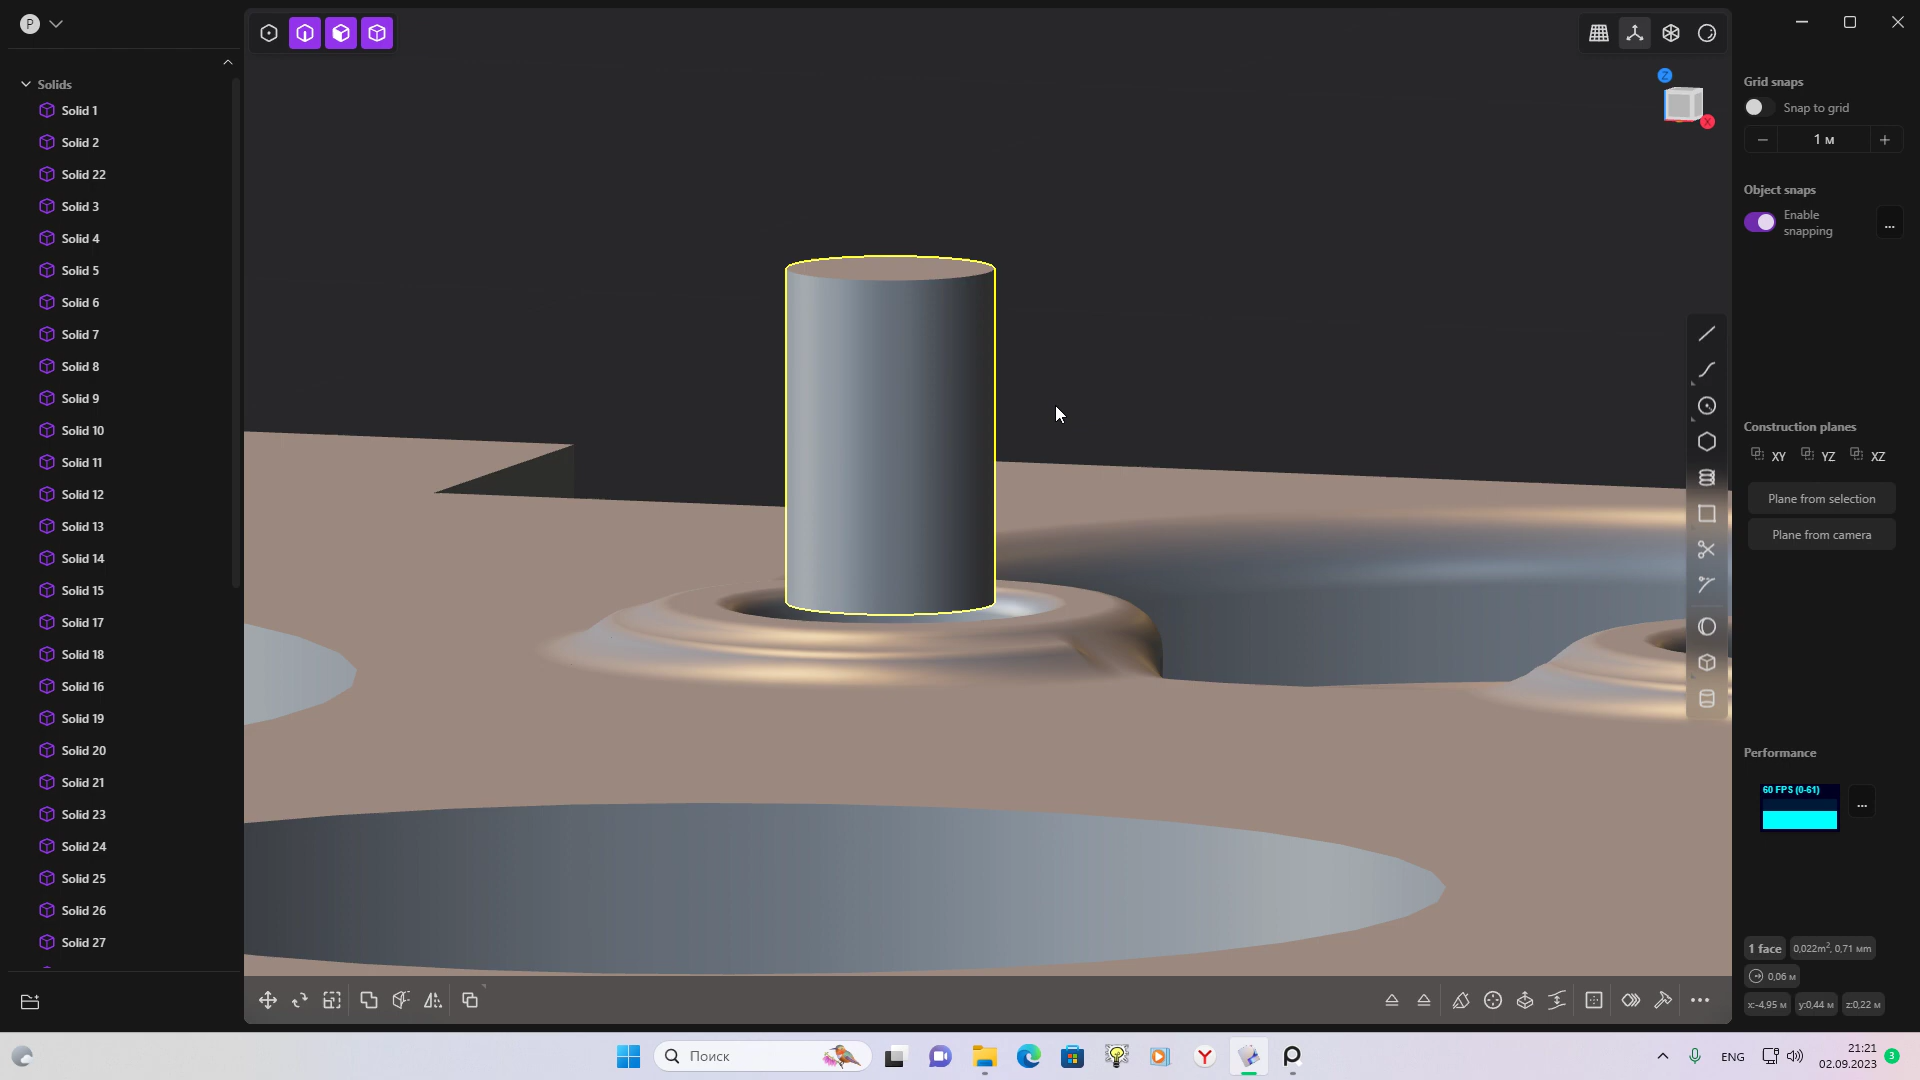 P
Solids
Solid 1
Solid 2
Solid 22
Solid 3
Solid 4
Solid 5
Solid 6
Solid 7
Solid 8
Solid 9
Solid 10
Solid 11
Solid 12
Solid 13
Solid 14
Solid 15
Solid 17
Solid 18
Solid 16
Solid 19
Solid 20
Solid 21
Solid 23
Solid 24
Solid 25
Solid 26
Solid 27
Z
X
Grid snaps
Snap to grid
1 м
Object snaps
Enable
snapping
...
Construction planes
XY YZ XZ
Plane from selection
Plane from camera
Performance
60 FPS (0-61)
...
1 face 0,022m², 0,71 мm
0,06 м
x:-4,95 м y:0,44 м z:0,22 м
Поиск
ENG
21:21
02.09.2023
3